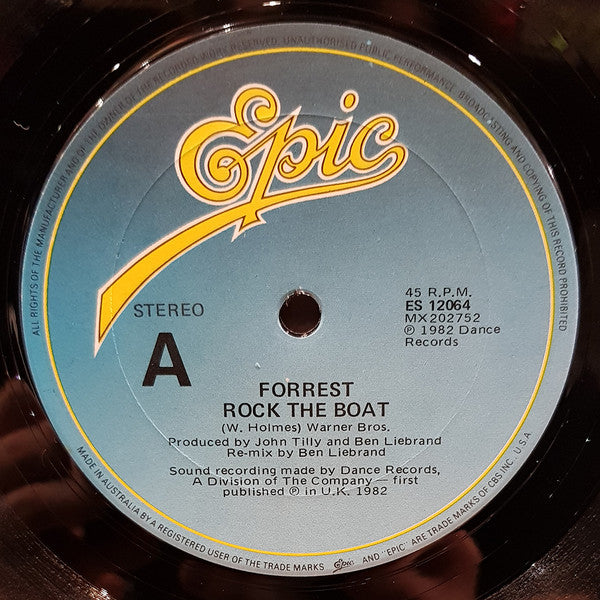 ALL RIGHTS OF THE MANUFACTURER AND OF THE OWNER OF THE RECORDED WORK RESERVED. UNAUTHORISED PUBLIC PERFORMANCE, BROADCASTING AND COPYING OF THIS RECORD PROHIBITED
Epic
STEREO
A
45 R.P.M.
ES 12064
MX202752
Ⓟ 1982 Dance
Records
FORREST
ROCK THE BOAT
(W. Holmes) Warner Bros.
Produced by John Tilly and Ben Liebrand
Re-mix by Ben Liebrand
Sound recording made by Dance Records,
A Division of The Company — first
published Ⓟ in U.K. 1982
MADE IN AUSTRALIA BY A REGISTERED USER OF THE TRADE MARKS Epic AND "EPIC" ARE TRADE MARKS OF CBS INC. U.S.A